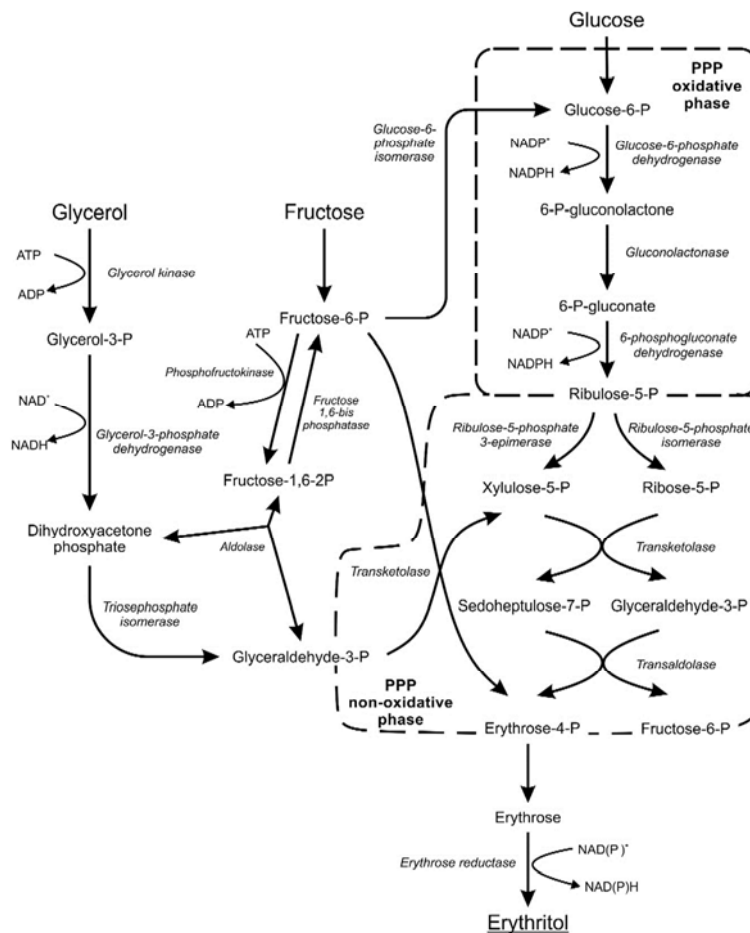 Glucose
PPP
oxidative
phase
Glucose-6-P
Glucose-6-
phosphate
isomerase
NADP⁺
NADPH
Glucose-6-phosphate
dehydrogenase
6-P-gluconolactone
Gluconolactonase
6-P-gluconate
NADP⁺
NADPH
6-phosphogluconate
dehydrogenase
Ribulose-5-P
Glycerol
ATP
ADP
Glycerol kinase
Glycerol-3-P
NAD⁺
NADH
Glycerol-3-phosphate
dehydrogenase
Dihydroxyacetone
phosphate
Triosephosphate
isomerase
Fructose
Fructose-6-P
ATP
Phosphofructokinase
ADP
Fructose
1,6-bis
phosphatase
Fructose-1,6-2P
Aldolase
Glyceraldehyde-3-P
Ribulose-5-phosphate
3-epimerase
Ribulose-5-phosphate
isomerase
Xylulose-5-P
Ribose-5-P
Transketolase
Transketolase
Sedoheptulose-7-P
Glyceraldehyde-3-P
Transaldolase
PPP
non-oxidative
phase
Erythrose-4-P
Fructose-6-P
Erythrose
Erythrose reductase
NAD(P)⁺
NAD(P)H
Erythritol